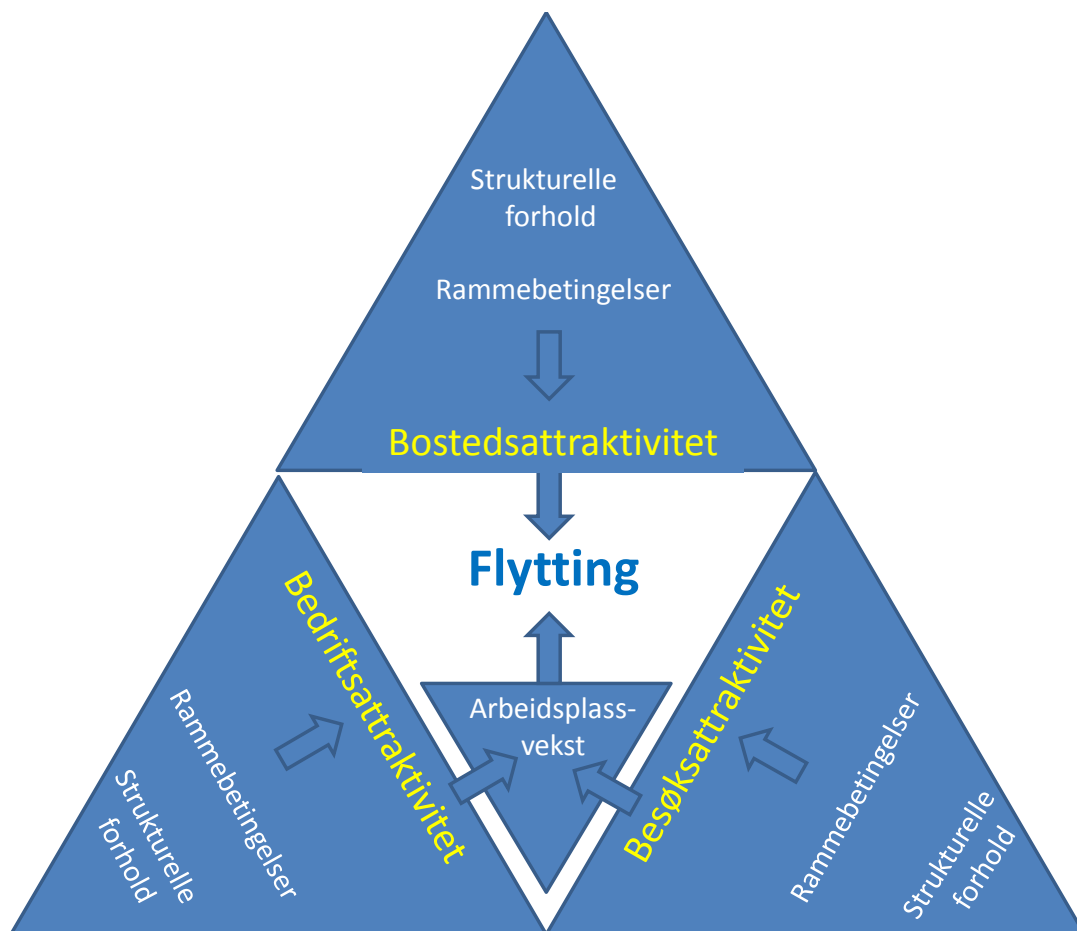 Strukturelle
forhold
Rammebetingelser
Bostedsattraktivitet
Flytting
Bedriftsattraktivitet
Rammebetingelser
Strukturelle
forhold
Arbeidsplass-
vekst
Besøksattraktivitet
Rammebetingelser
Strukturelle
forhold